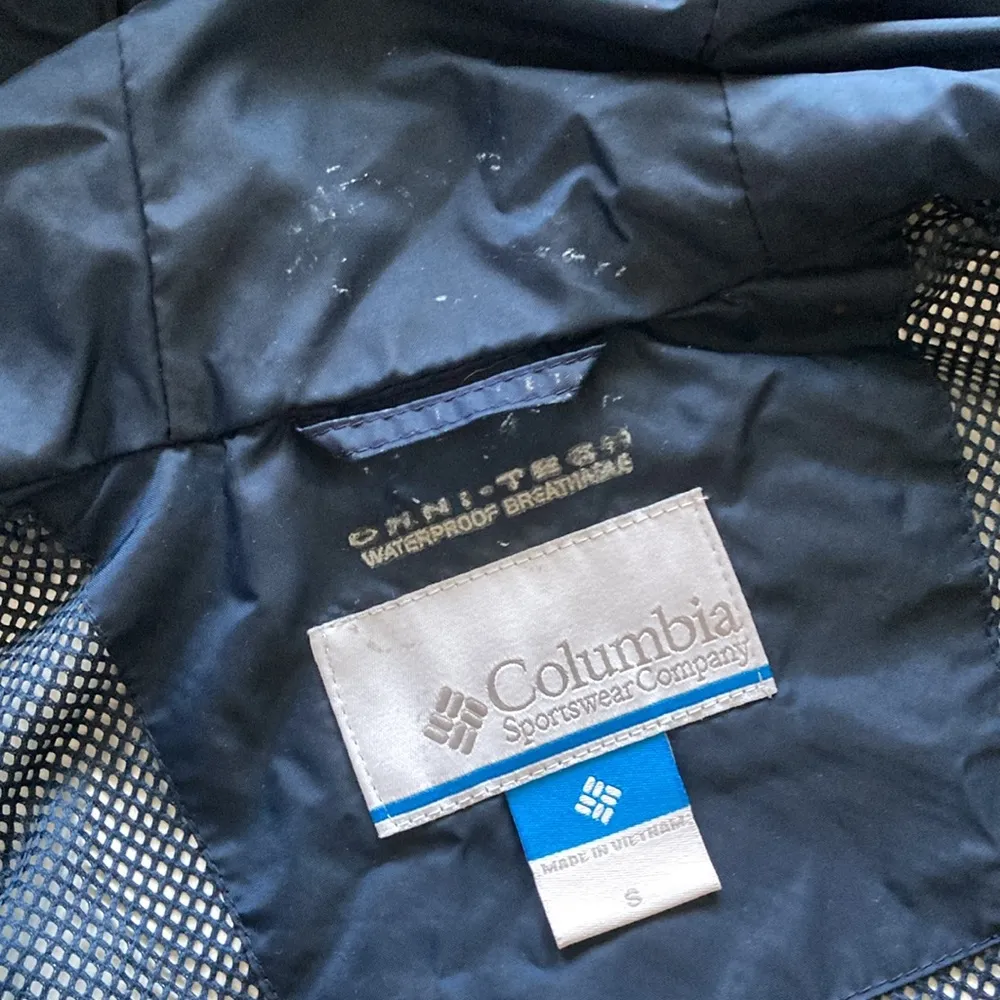 OMNI-TECH
WATERPROOF BREATHABLE
Columbia
Sportswear Company
MADE IN VIETNAM
S